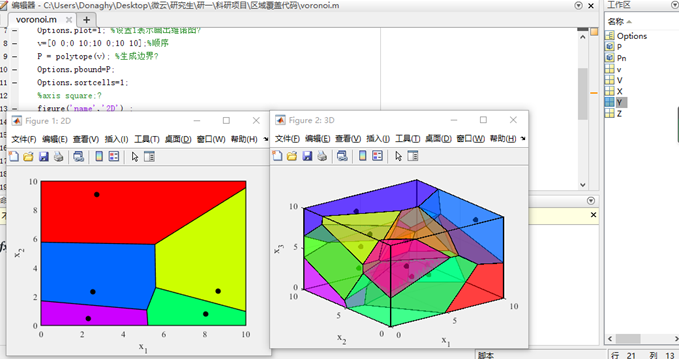 编辑器 - C:\Users\Donaghy\Desktop\微云\研究生\研一\科研项目\区域覆盖代码\voronoi.m
voronoi.m
7 - Options.plot=1; %设置1表示画出维诺图?
8 - v=[0 0;0 10;10 0;10 10];%顺序
9 - P = polytope(v); %生成边界?
10 - Options.pbound=P;
11 - Options.sortcells=1;
12 %axis square;?
13 - figure('name','2D') ;
工作区
名称
Options
P
Pn
v
V
X
Y
Z
Figure 1: 2D
文件(F) 编辑(E) 查看(V) 插入(I) 工具(T) 桌面(D) 窗口(W) 帮助(H)
10
8
6
4
2
0
x2
0 2 4 6 8 10
x1
Figure 2: 3D
文件(F) 编辑(E) 查看(V) 插入(I) 工具(T) 桌面(D) 窗口(W) 帮助(H)
10
5
0
x3
10
5
0
x2
0
5
10
x1
脚本
行 21 列 13